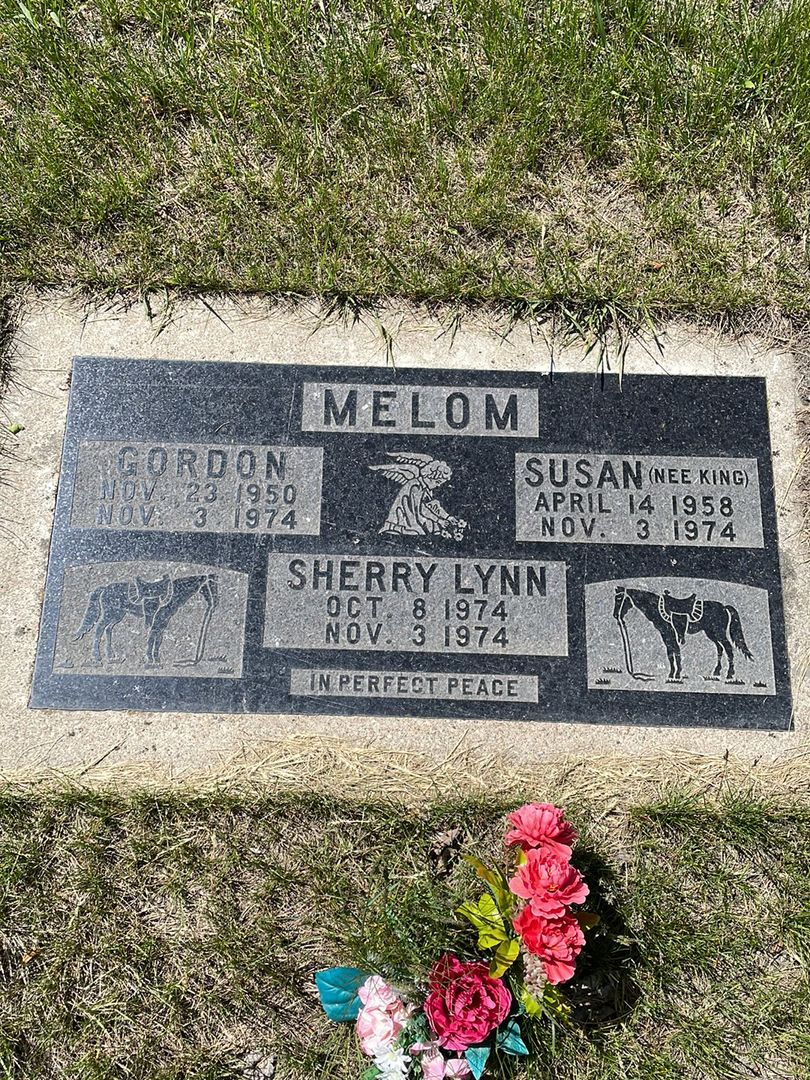 MELOM
GORDON
NOV. 23 1950
NOV. 3 1974
SUSAN (NEE KING)
APRIL 14 1958
NOV. 3 1974
SHERRY LYNN
OCT. 8 1974
NOV. 3 1974
IN PERFECT PEACE